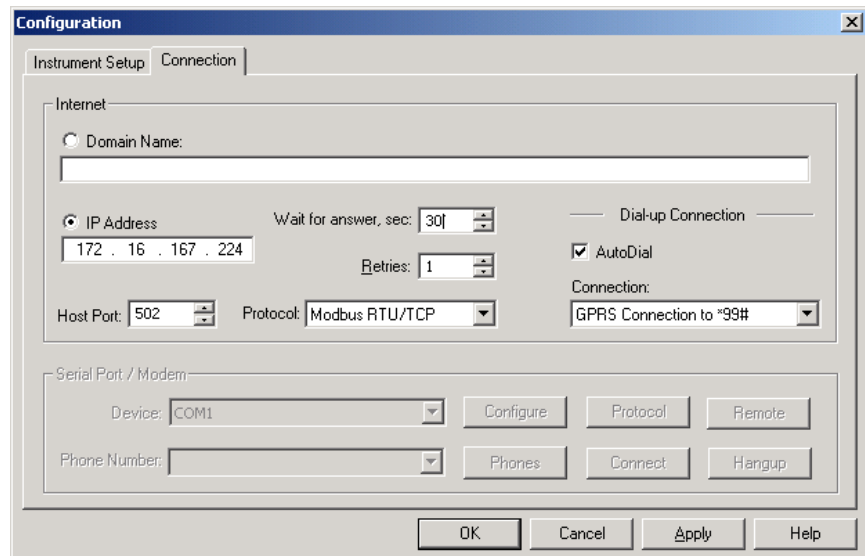 Configuration
Instrument Setup Connection
Internet
Domain Name:
IP Address Wait for answer, sec: 30 Dial-up Connection
172 . 16 . 167 . 224 Retries: 1 AutoDial
Connection:
Host Port: 502 Protocol: Modbus RTU/TCP GPRS Connection to *99#
Serial Port / Modem
Device: COM1 Configure Protocol Remote
Phone Number: Phones Connect Hangup
OK Cancel Apply Help